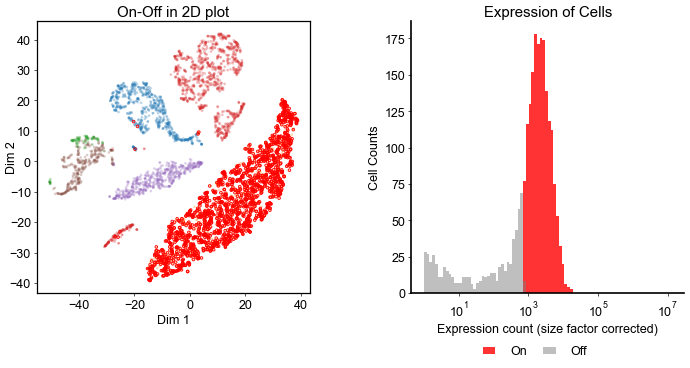 On-Off in 2D plot
40
30
20
10
0
−10
−20
−30
−40
Dim 2
−40 −20 0 20 40
Dim 1
Expression of Cells
175
150
125
100
75
50
25
0
Cell Counts
10^1 10^3 10^5 10^7
Expression count (size factor corrected)
On Off